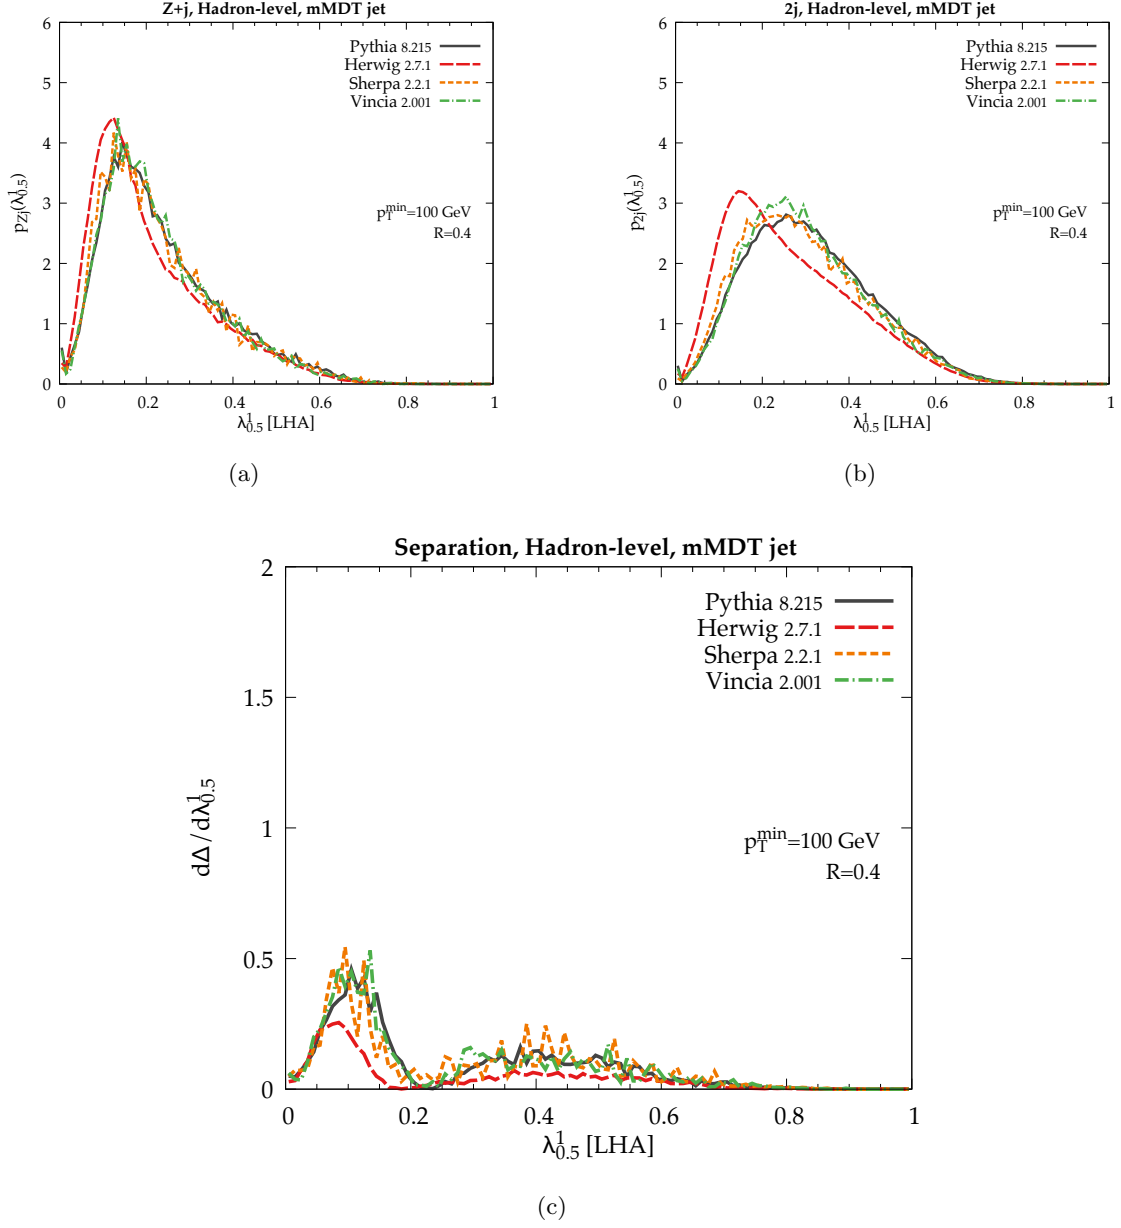 Z+j, Hadron-level, mMDT jet
6
5
4
3
2
1
0
p_Zj(λ^1_0.5)
Pythia 8.215
Herwig 2.7.1
Sherpa 2.2.1
Vincia 2.001
p_T^min=100 GeV
R=0.4
0 0.2 0.4 0.6 0.8 1
λ^1_0.5 [LHA]
(a)
2j, Hadron-level, mMDT jet
6
5
4
3
2
1
0
p_2j(λ^1_0.5)
Pythia 8.215
Herwig 2.7.1
Sherpa 2.2.1
Vincia 2.001
p_T^min=100 GeV
R=0.4
0 0.2 0.4 0.6 0.8 1
λ^1_0.5 [LHA]
(b)
Separation, Hadron-level, mMDT jet
2
1.5
1
0.5
0
dΔ/dλ^1_0.5
Pythia 8.215
Herwig 2.7.1
Sherpa 2.2.1
Vincia 2.001
p_T^min=100 GeV
R=0.4
0 0.2 0.4 0.6 0.8 1
λ^1_0.5 [LHA]
(c)